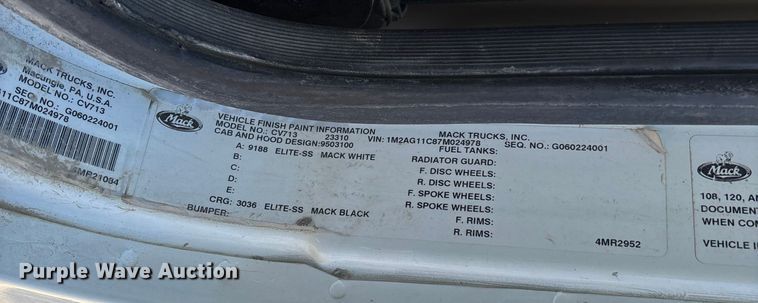 MACK TRUCKS, INC.
Macungie, PA, U.S.A.
MODEL NO.: CV713
SEQ. NO.: G060224001
G11C87M024978
4MR21094
Mack
VEHICLE FINISH PAINT INFORMATION
MODEL NO.: CV713 23310
CAB AND HOOD DESIGN:9503100
A: 9188 ELITE-SS MACK WHITE
B:
C:
D:
E:
CRG: 3036 ELITE-SS MACK BLACK
BUMPER:
MACK TRUCKS, INC.
VIN: 1M2AG11C87M024978 SEQ. NO.: G060224001
FUEL TANKS:
RADIATOR GUARD:
F. DISC WHEELS:
R. DISC WHEELS:
F. SPOKE WHEELS:
R. SPOKE WHEELS:
F. RIMS:
R. RIMS:
4MR2952
Mack
108, 120, AN
DOCUMENT
WHEN COM
VEHICLE I
Purple Wave Auction